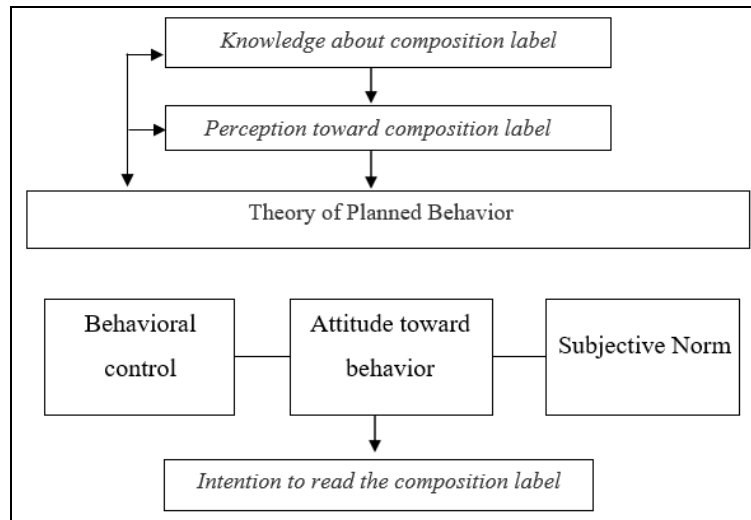 Knowledge about composition label
Perception toward composition label
Theory of Planned Behavior
Behavioral
control
Attitude toward
behavior
Subjective Norm
Intention to read the composition label